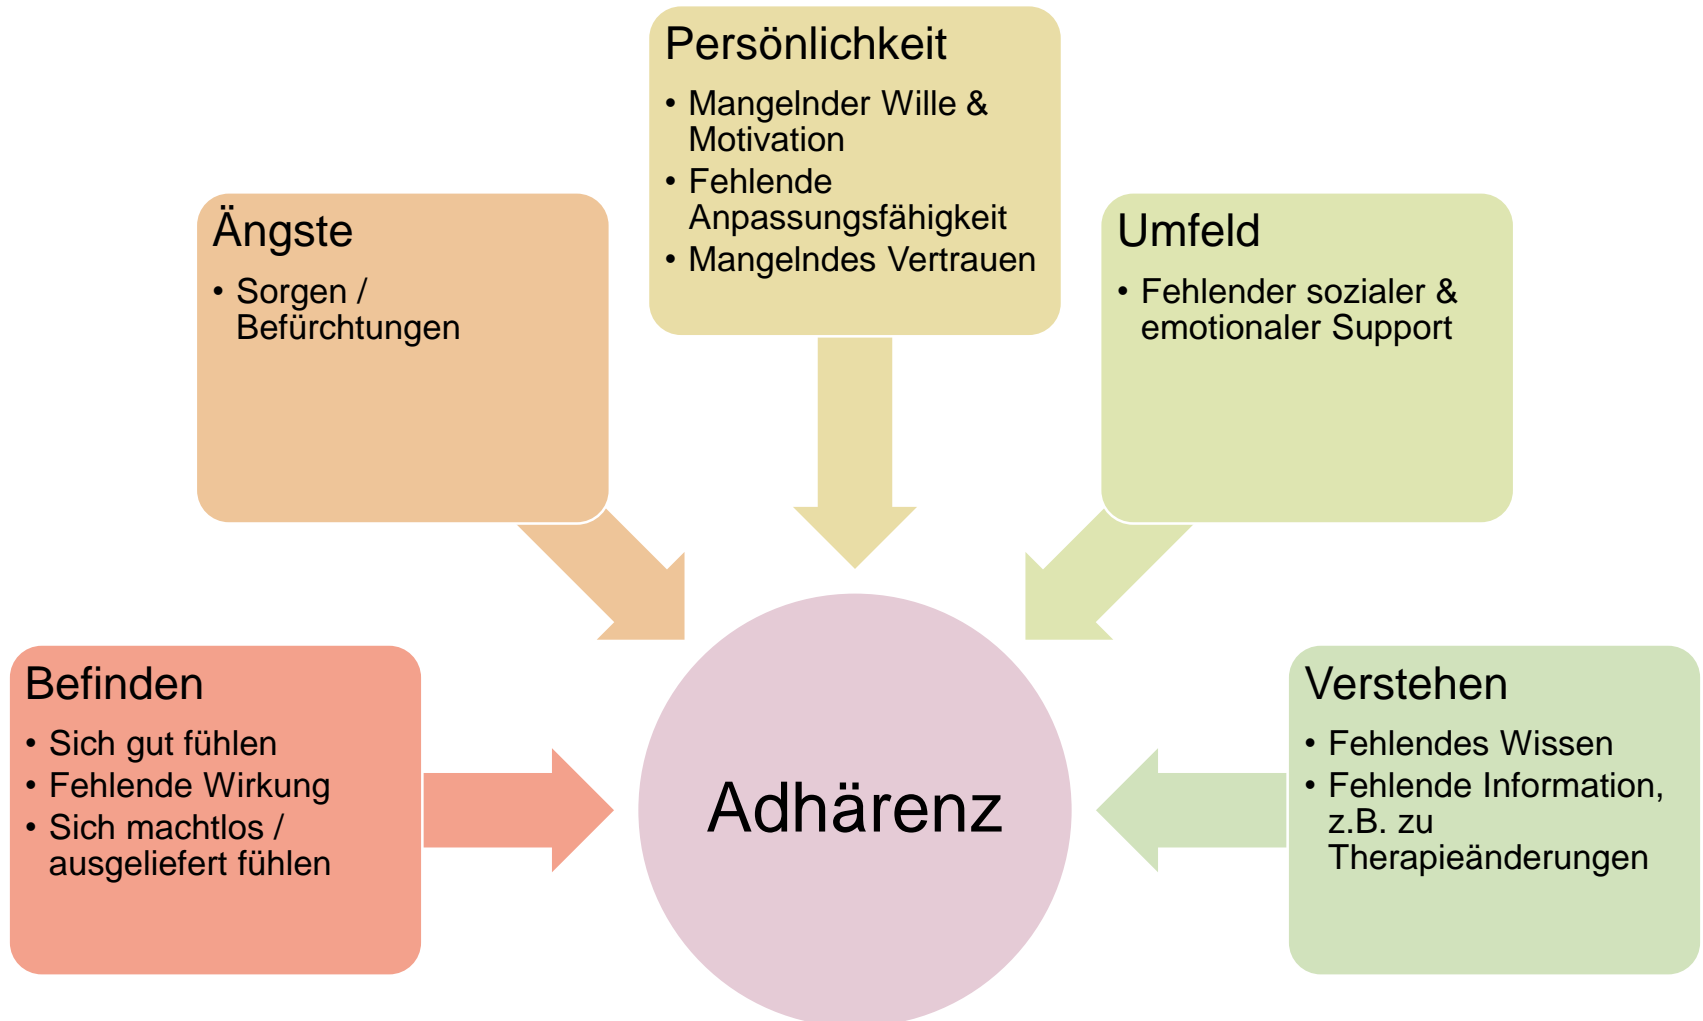 Persönlichkeit
• Mangelnder Wille &
Motivation
• Fehlende
Anpassungsfähigkeit
• Mangelndes Vertrauen
Ängste
• Sorgen /
Befürchtungen
Umfeld
• Fehlender sozialer &
emotionaler Support
Befinden
• Sich gut fühlen
• Fehlende Wirkung
• Sich machtlos /
ausgeliefert fühlen
Adhärenz
Verstehen
• Fehlendes Wissen
• Fehlende Information,
z.B. zu
Therapieänderungen